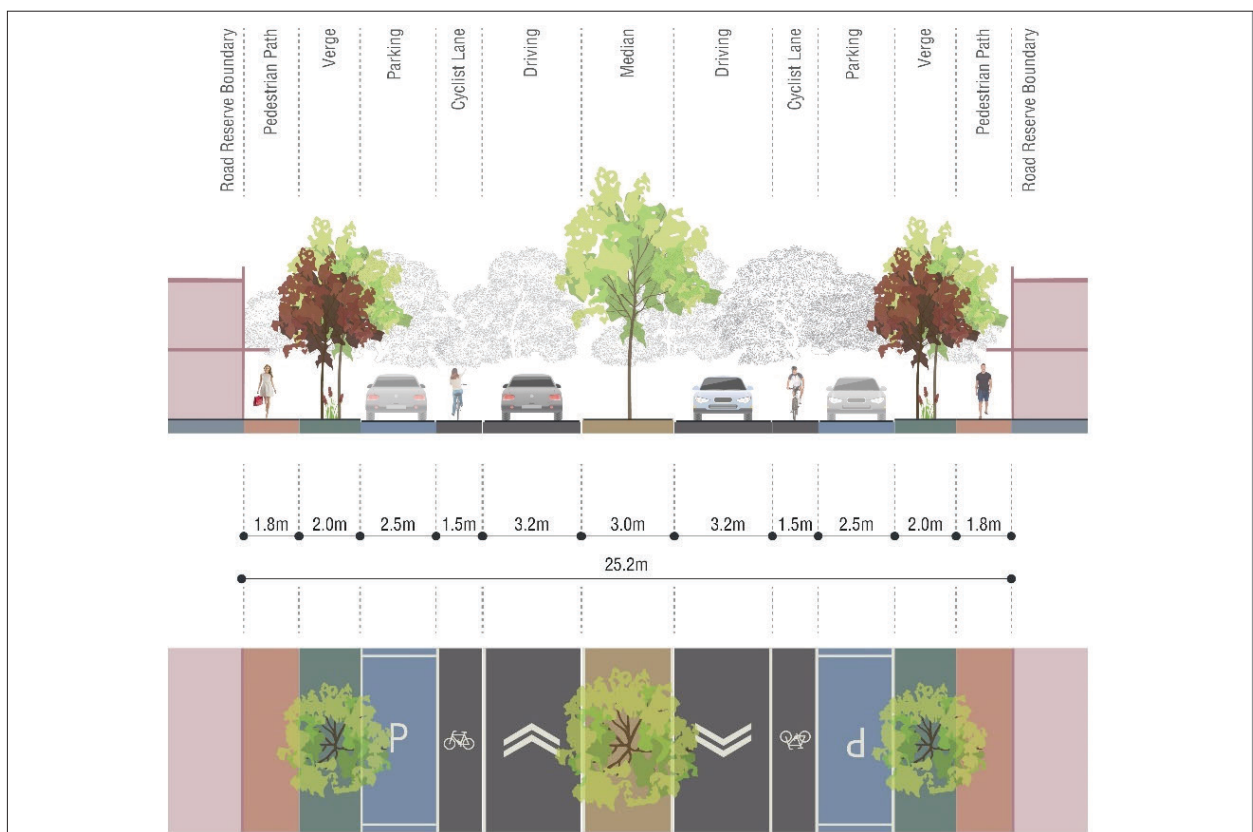 Road Reserve Boundary
Pedestrian Path
Verge
Parking
Cyclist Lane
Driving
Median
Driving
Cyclist Lane
Parking
Verge
Pedestrian Path
Road Reserve Boundary
1.8m 2.0m 2.5m 1.5m 3.2m 3.0m 3.2m 1.5m 2.5m 2.0m 1.8m
25.2m
P
P